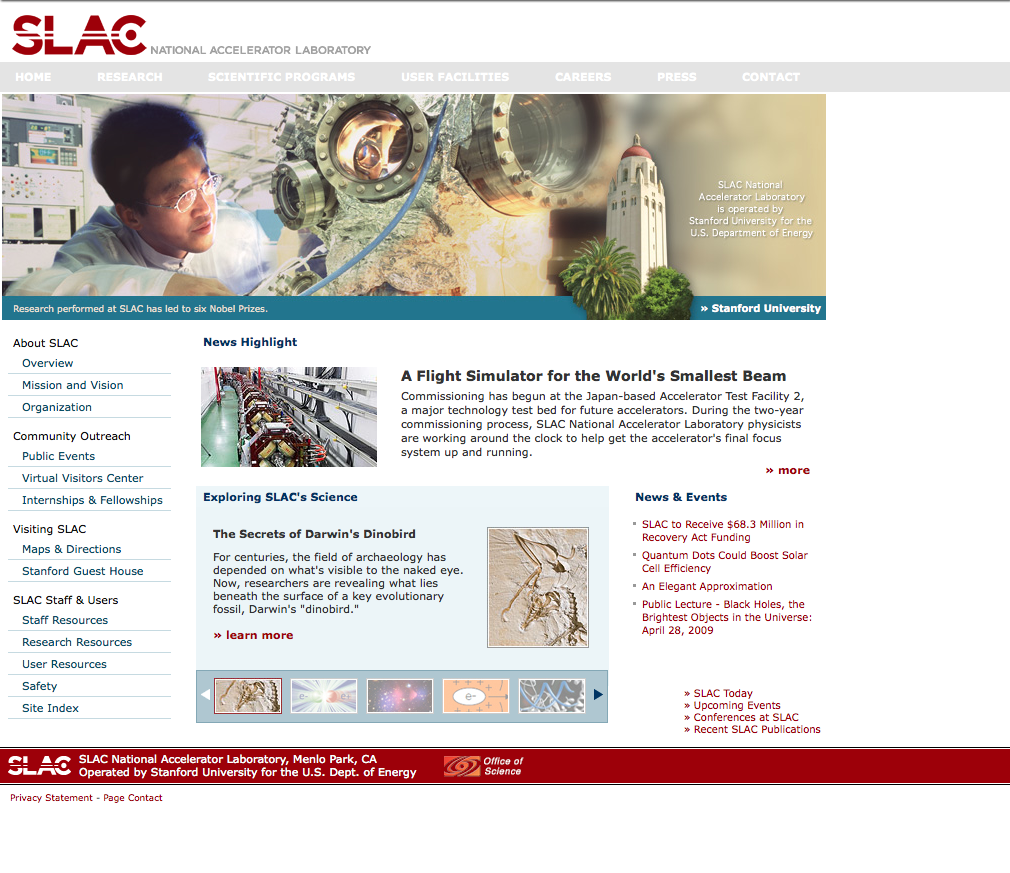 SLAC NATIONAL ACCELERATOR LABORATORY
HOME RESEARCH SCIENTIFIC PROGRAMS USER FACILITIES CAREERS PRESS CONTACT
SLAC National
Accelerator Laboratory
is operated by
Stanford University for the
U.S. Department of Energy
Research performed at SLAC has led to six Nobel Prizes.
» Stanford University
About SLAC
Overview
Mission and Vision
Organization
Community Outreach
Public Events
Virtual Visitors Center
Internships & Fellowships
Visiting SLAC
Maps & Directions
Stanford Guest House
SLAC Staff & Users
Staff Resources
Research Resources
User Resources
Safety
Site Index
News Highlight
A Flight Simulator for the World's Smallest Beam
Commissioning has begun at the Japan-based Accelerator Test Facility 2,
a major technology test bed for future accelerators. During the two-year
commissioning process, SLAC National Accelerator Laboratory physicists
are working around the clock to help get the accelerator's final focus
system up and running.
» more
Exploring SLAC's Science
The Secrets of Darwin's Dinobird
For centuries, the field of archaeology has
depended on what's visible to the naked eye.
Now, researchers are revealing what lies
beneath the surface of a key evolutionary
fossil, Darwin's "dinobird."
» learn more
e- e-
e-
News & Events
SLAC to Receive $68.3 Million in
Recovery Act Funding
Quantum Dots Could Boost Solar
Cell Efficiency
An Elegant Approximation
Public Lecture - Black Holes, the
Brightest Objects in the Universe:
April 28, 2009
» SLAC Today
» Upcoming Events
» Conferences at SLAC
» Recent SLAC Publications
SLAC
SLAC National Accelerator Laboratory, Menlo Park, CA
Operated by Stanford University for the U.S. Dept. of Energy
Office of
Science
Privacy Statement - Page Contact